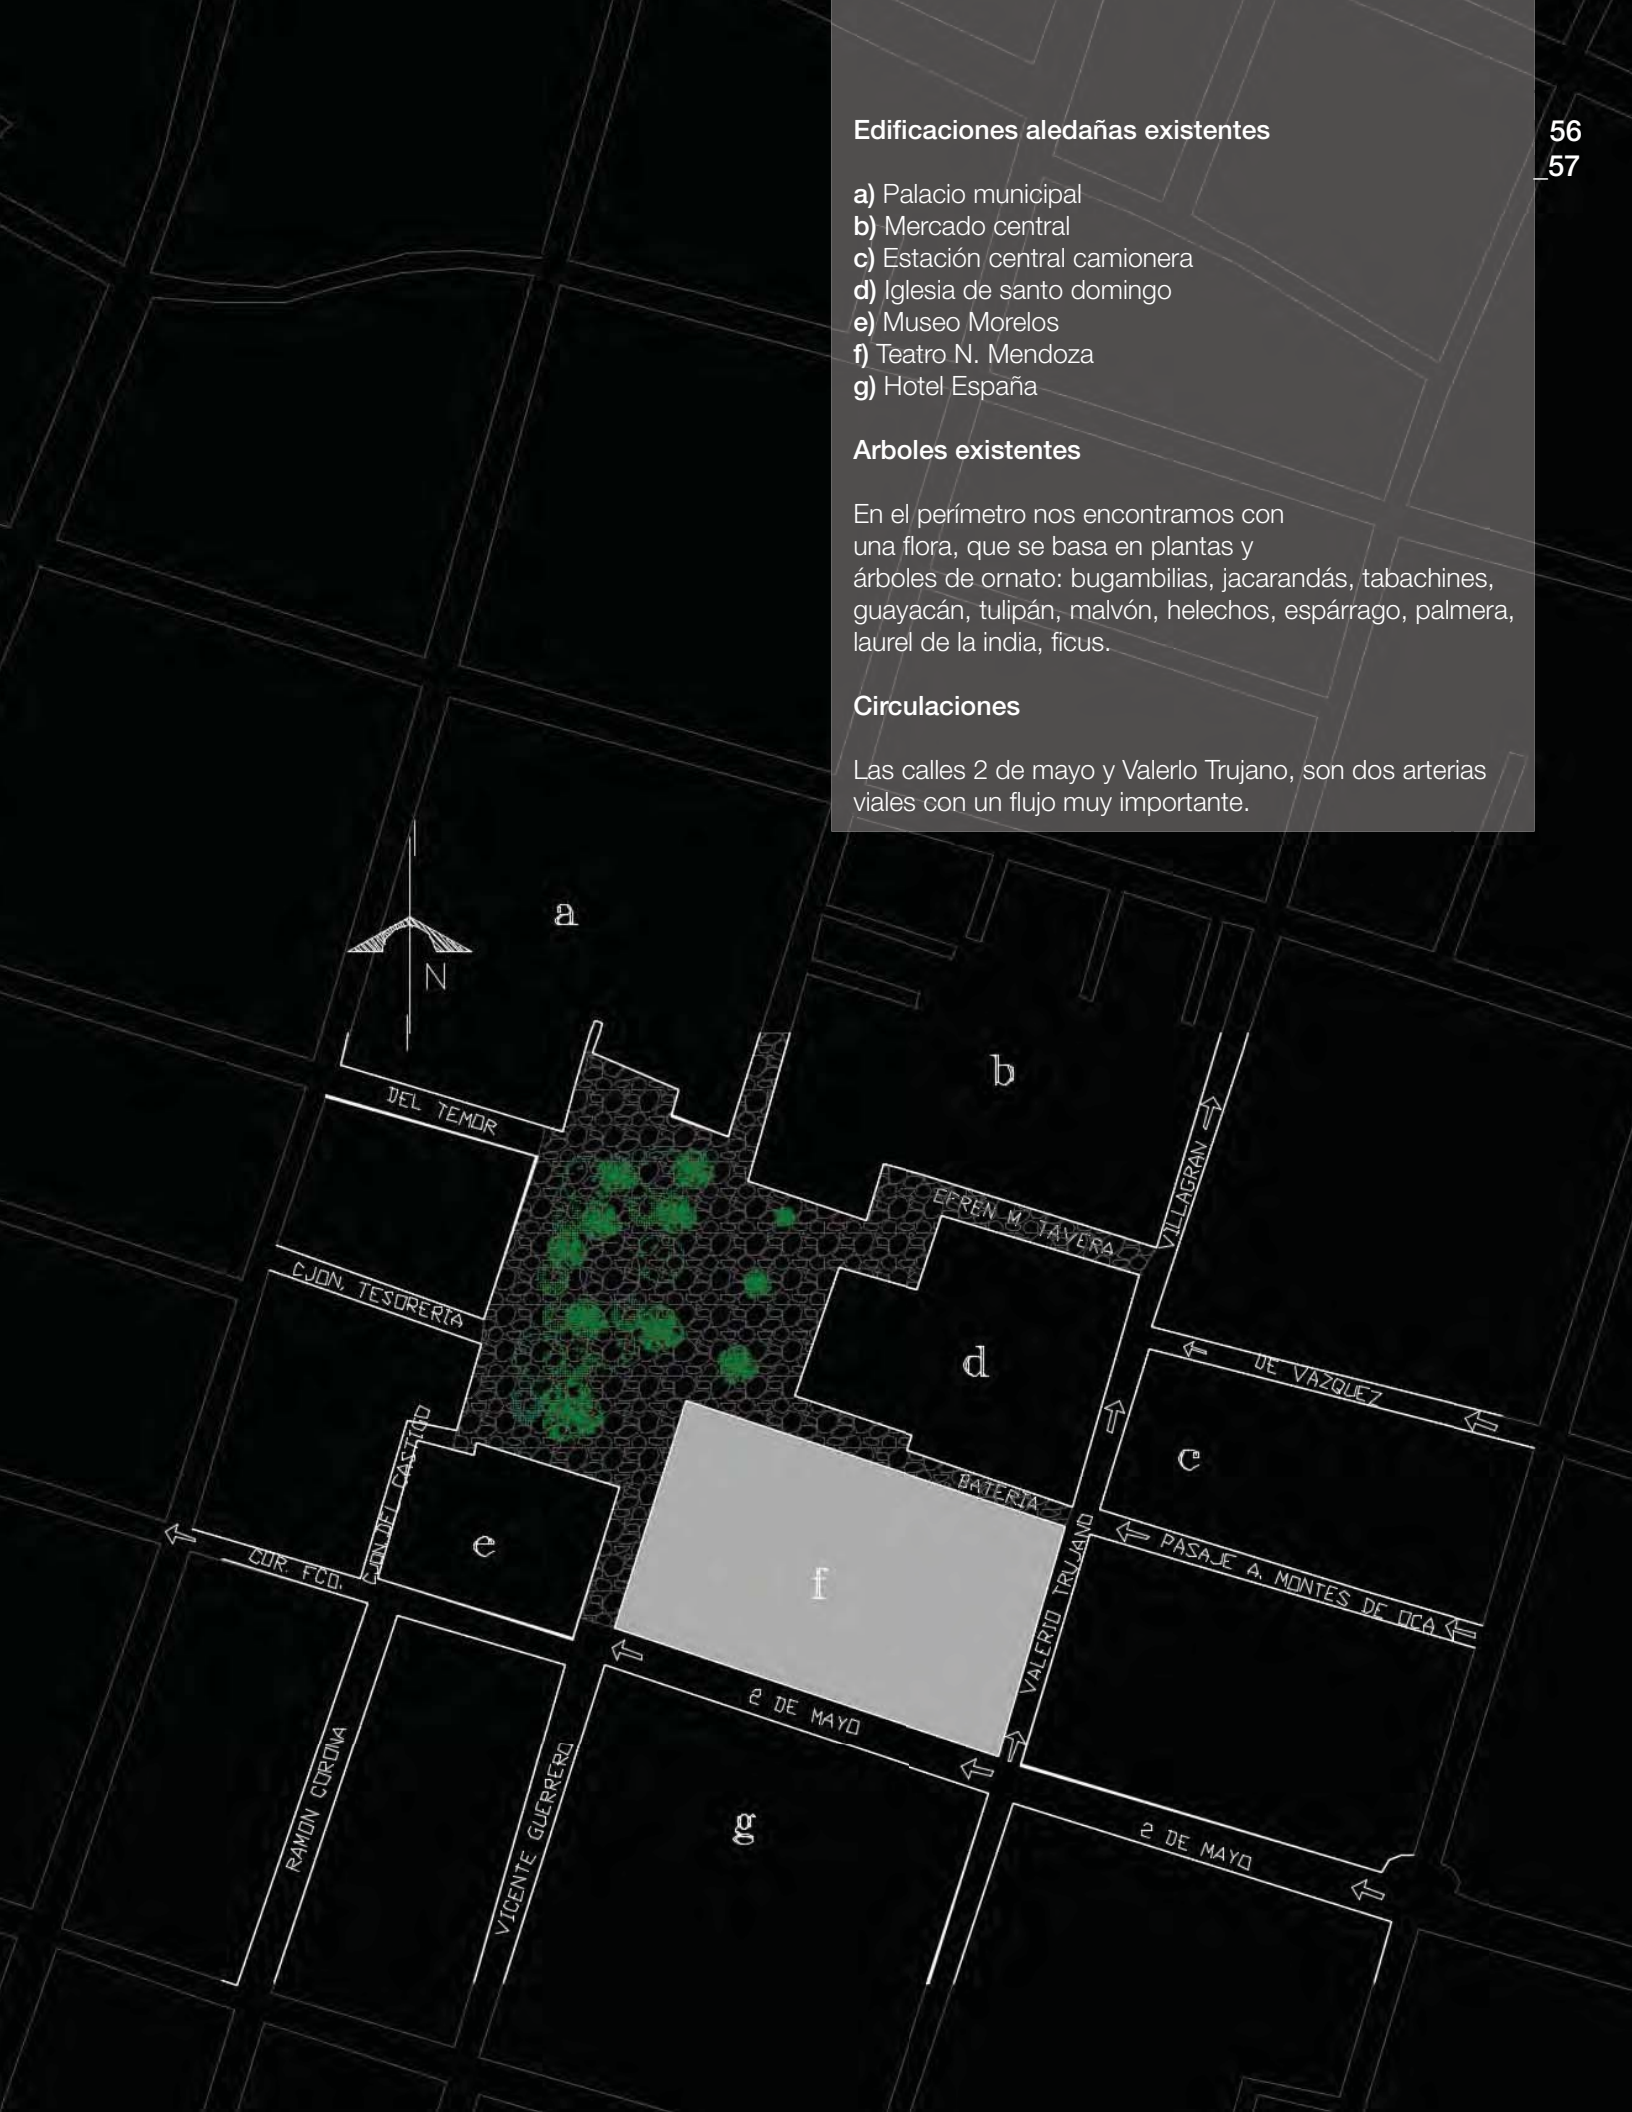 Edificaciones aledañas existentes
56
_57
a) Palacio municipal
b) Mercado central
c) Estación central camionera
d) Iglesia de santo domingo
e) Museo Morelos
f) Teatro N. Mendoza
g) Hotel España
Arboles existentes
En el perímetro nos encontramos con
una flora, que se basa en plantas y
árboles de ornato: bugambilias, jacarandás, tabachines,
guayacán, tulipán, malvón, helechos, espárrago, palmera,
laurel de la india, ficus.
Circulaciones
Las calles 2 de mayo y Valerlo Trujano, son dos arterias
viales con un flujo muy importante.
a
N
b
DEL TEMOR
VILLAGRAN
EFREN M. TAVERA
CJON, TESORERIA
d
DE VAZQUEZ
c
CJON.DEL CASTIGO
BATERIA
e
COR. FCO.
f
PASAJE A. MONTES DE OCA
VALERIO TRUJANO
2 DE MAYO
RAMON CORONA
VICENTE GUERRERO
g
2 DE MAYO